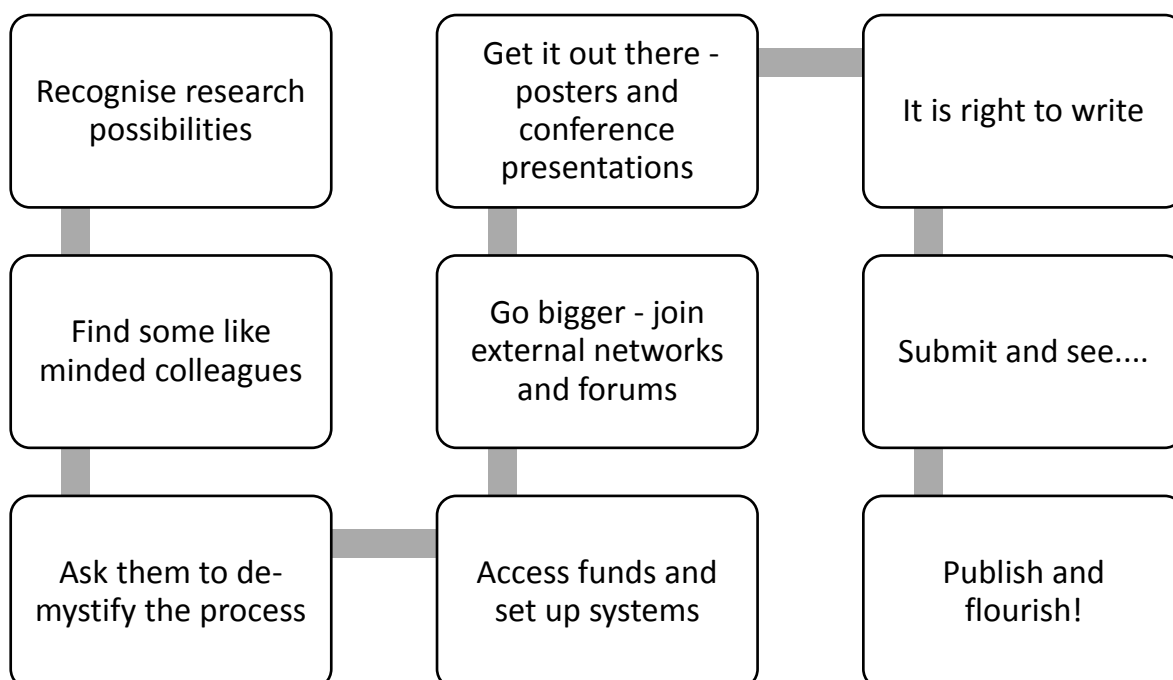 Recognise research
possibilities
Find some like
minded colleagues
Ask them to de-
mystify the process
Access funds and
set up systems
Go bigger - join
external networks
and forums
Get it out there -
posters and
conference
presentations
It is right to write
Submit and see....
Publish and
flourish!